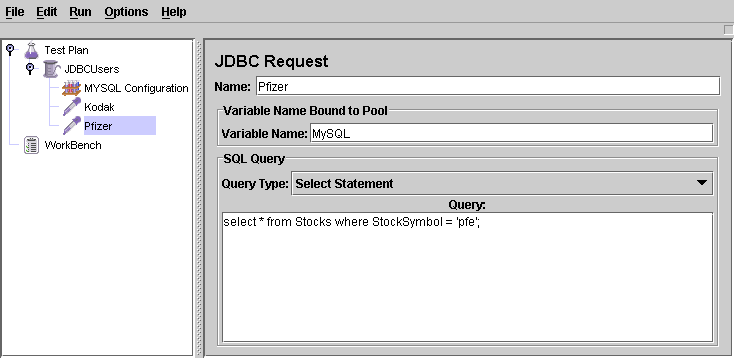 File Edit Run Options Help
Test Plan
JDBCUsers
MYSQL Configuration
Kodak
Pfizer
WorkBench
JDBC Request
Name: Pfizer
Variable Name Bound to Pool
Variable Name: MySQL
SQL Query
Query Type: Select Statement
Query:
select * from Stocks where StockSymbol = 'pfe';